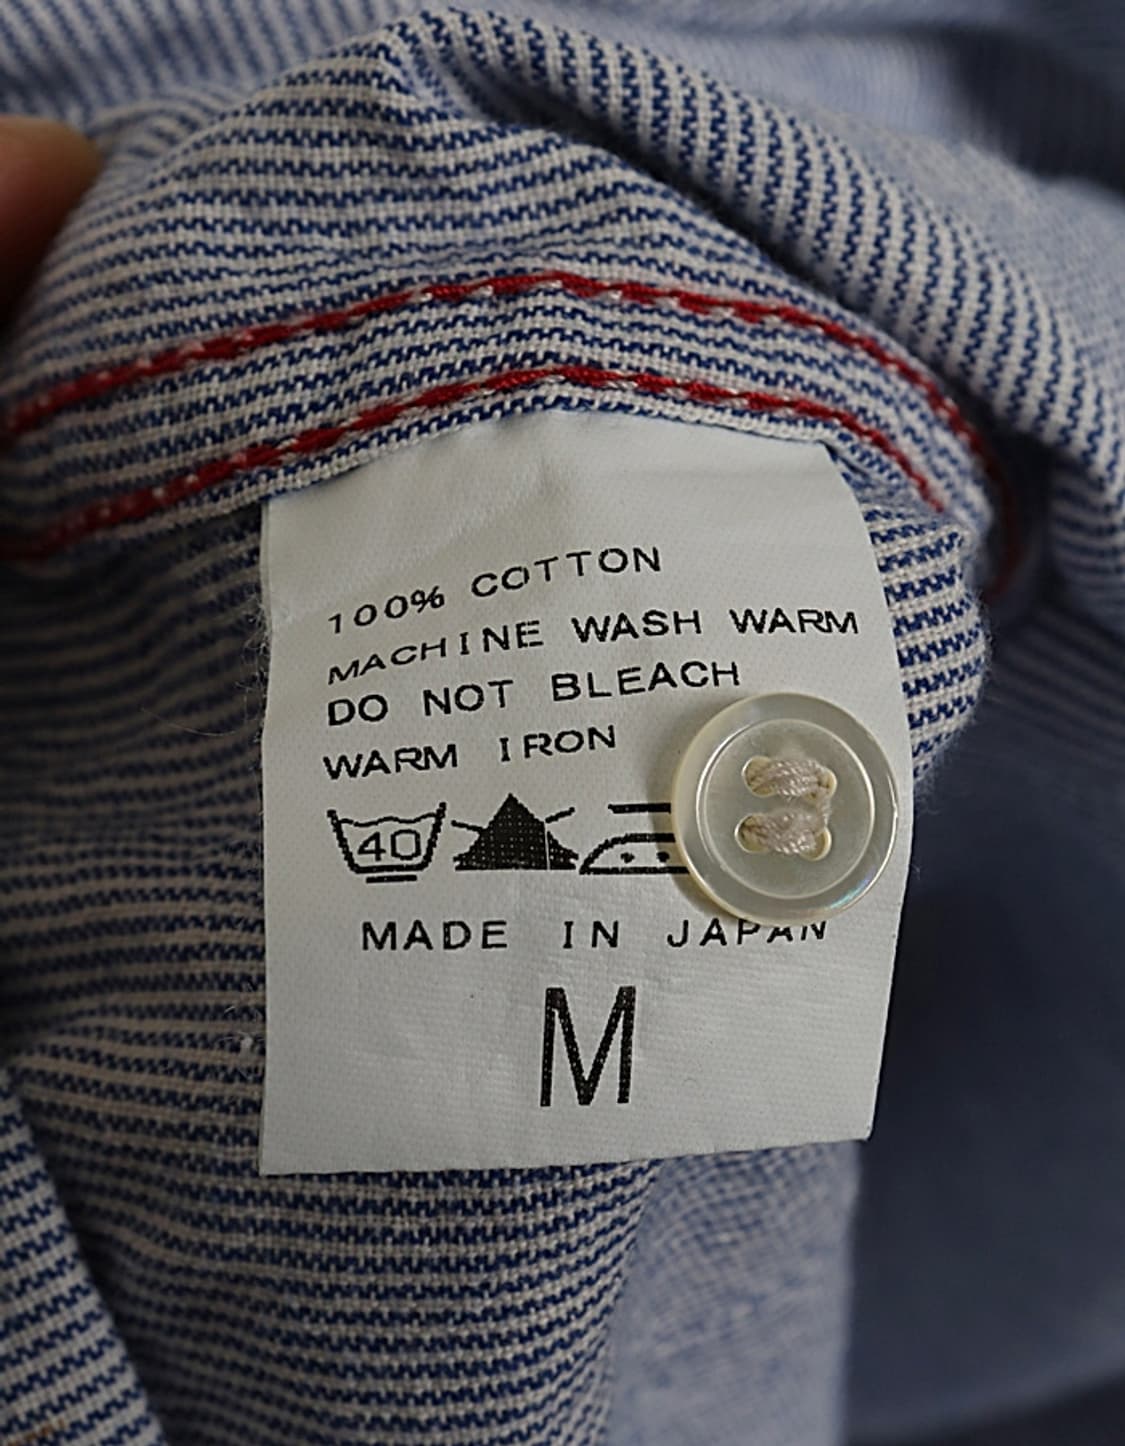 100% COTTON
MACHINE WASH WARM
DO NOT BLEACH
WARM IRON
40
MADE IN JAPAN
M